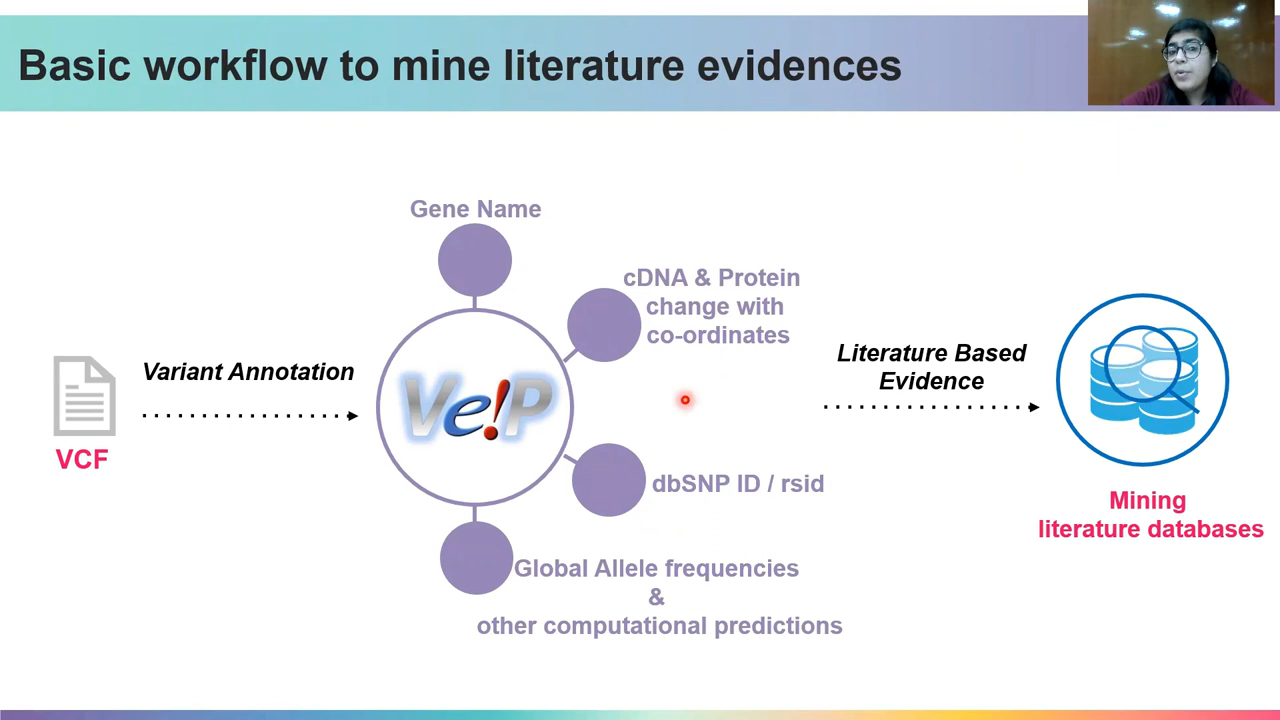 Basic workflow to mine literature evidences
Gene Name
cDNA & Protein
change with
co-ordinates
Variant Annotation
Literature Based
Evidence
Ve!P
VCF
dbSNP ID / rsid
Mining
literature databases
Global Allele frequencies
&
other computational predictions